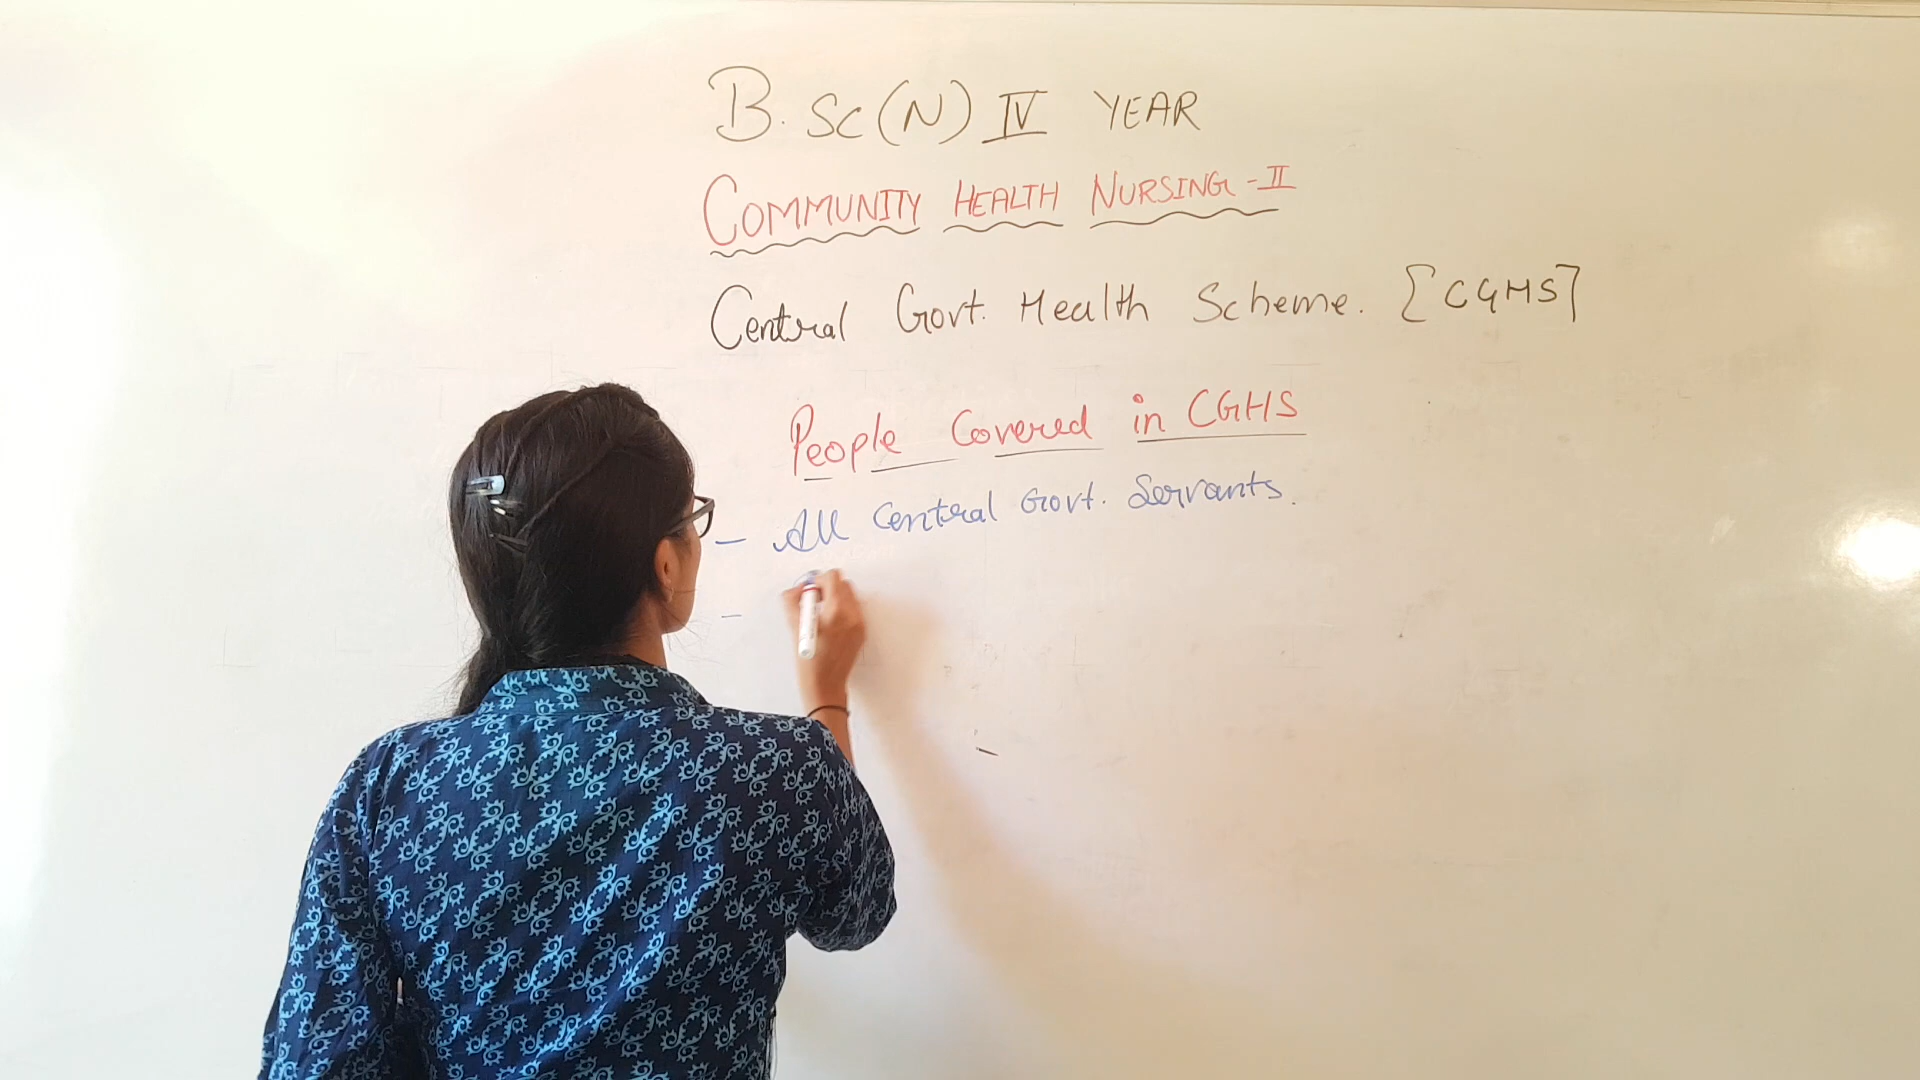 B.Sc(N) IV YEAR
COMMUNITY HEALTH NURSING-II
Central Govt. Health Scheme. [CGHS]
People Covered in CGHS
- All Central Govt. Servants.
-